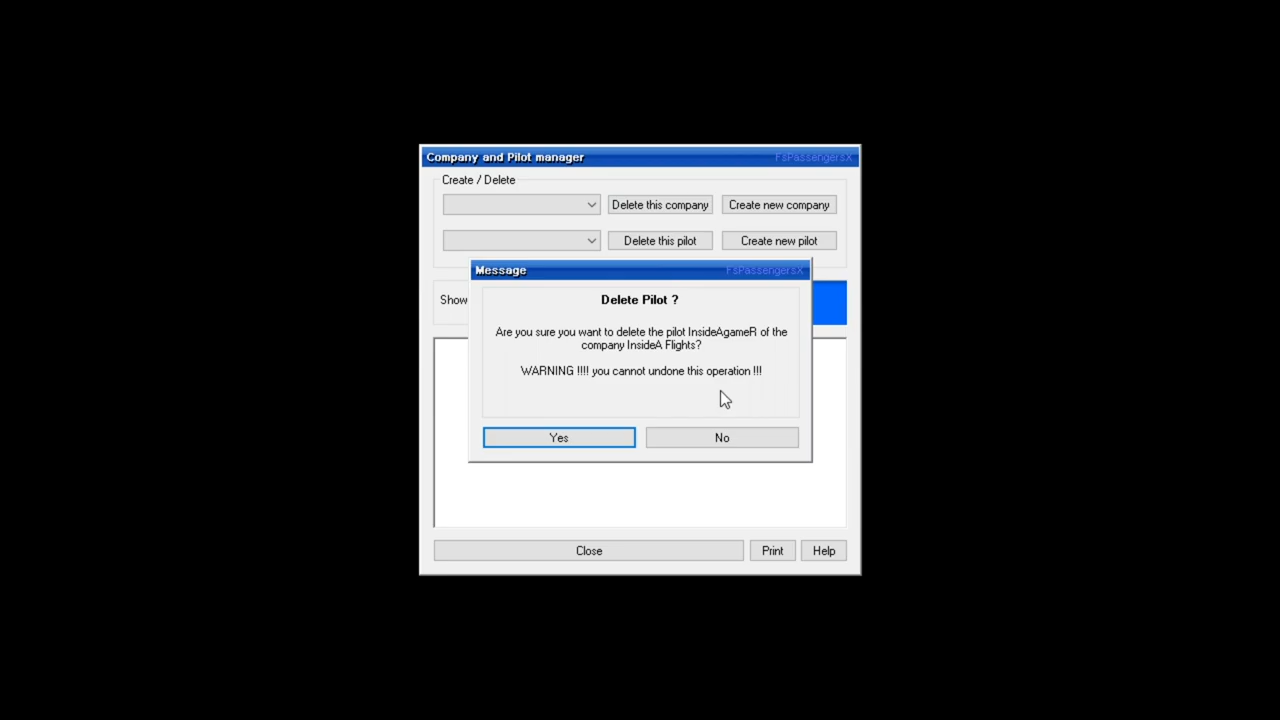 Company and Pilot manager FsPassengersX
Create / Delete
Delete this company Create new company
Delete this pilot Create new pilot
Message FsPassengersX
Show
Delete Pilot ?
Are you sure you want to delete the pilot InsideAgameR of the
company InsideA Flights?
WARNING !!!! you cannot undone this operation !!!
Yes No
Close Print Help